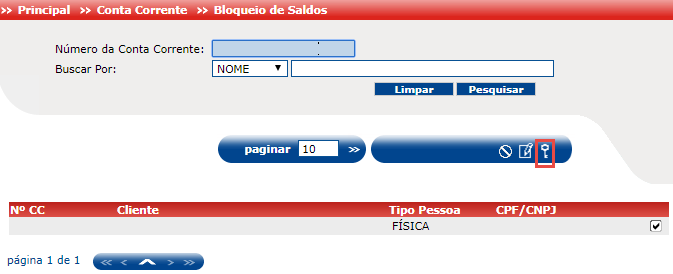 >> Principal >> Conta Corrente >> Bloqueio de Saldos
Número da Conta Corrente:
Buscar Por: NOME
Limpar Pesquisar
paginar 10 >>
Nº CC Cliente Tipo Pessoa CPF/CNPJ
FÍSICA
página 1 de 1 << < > >>